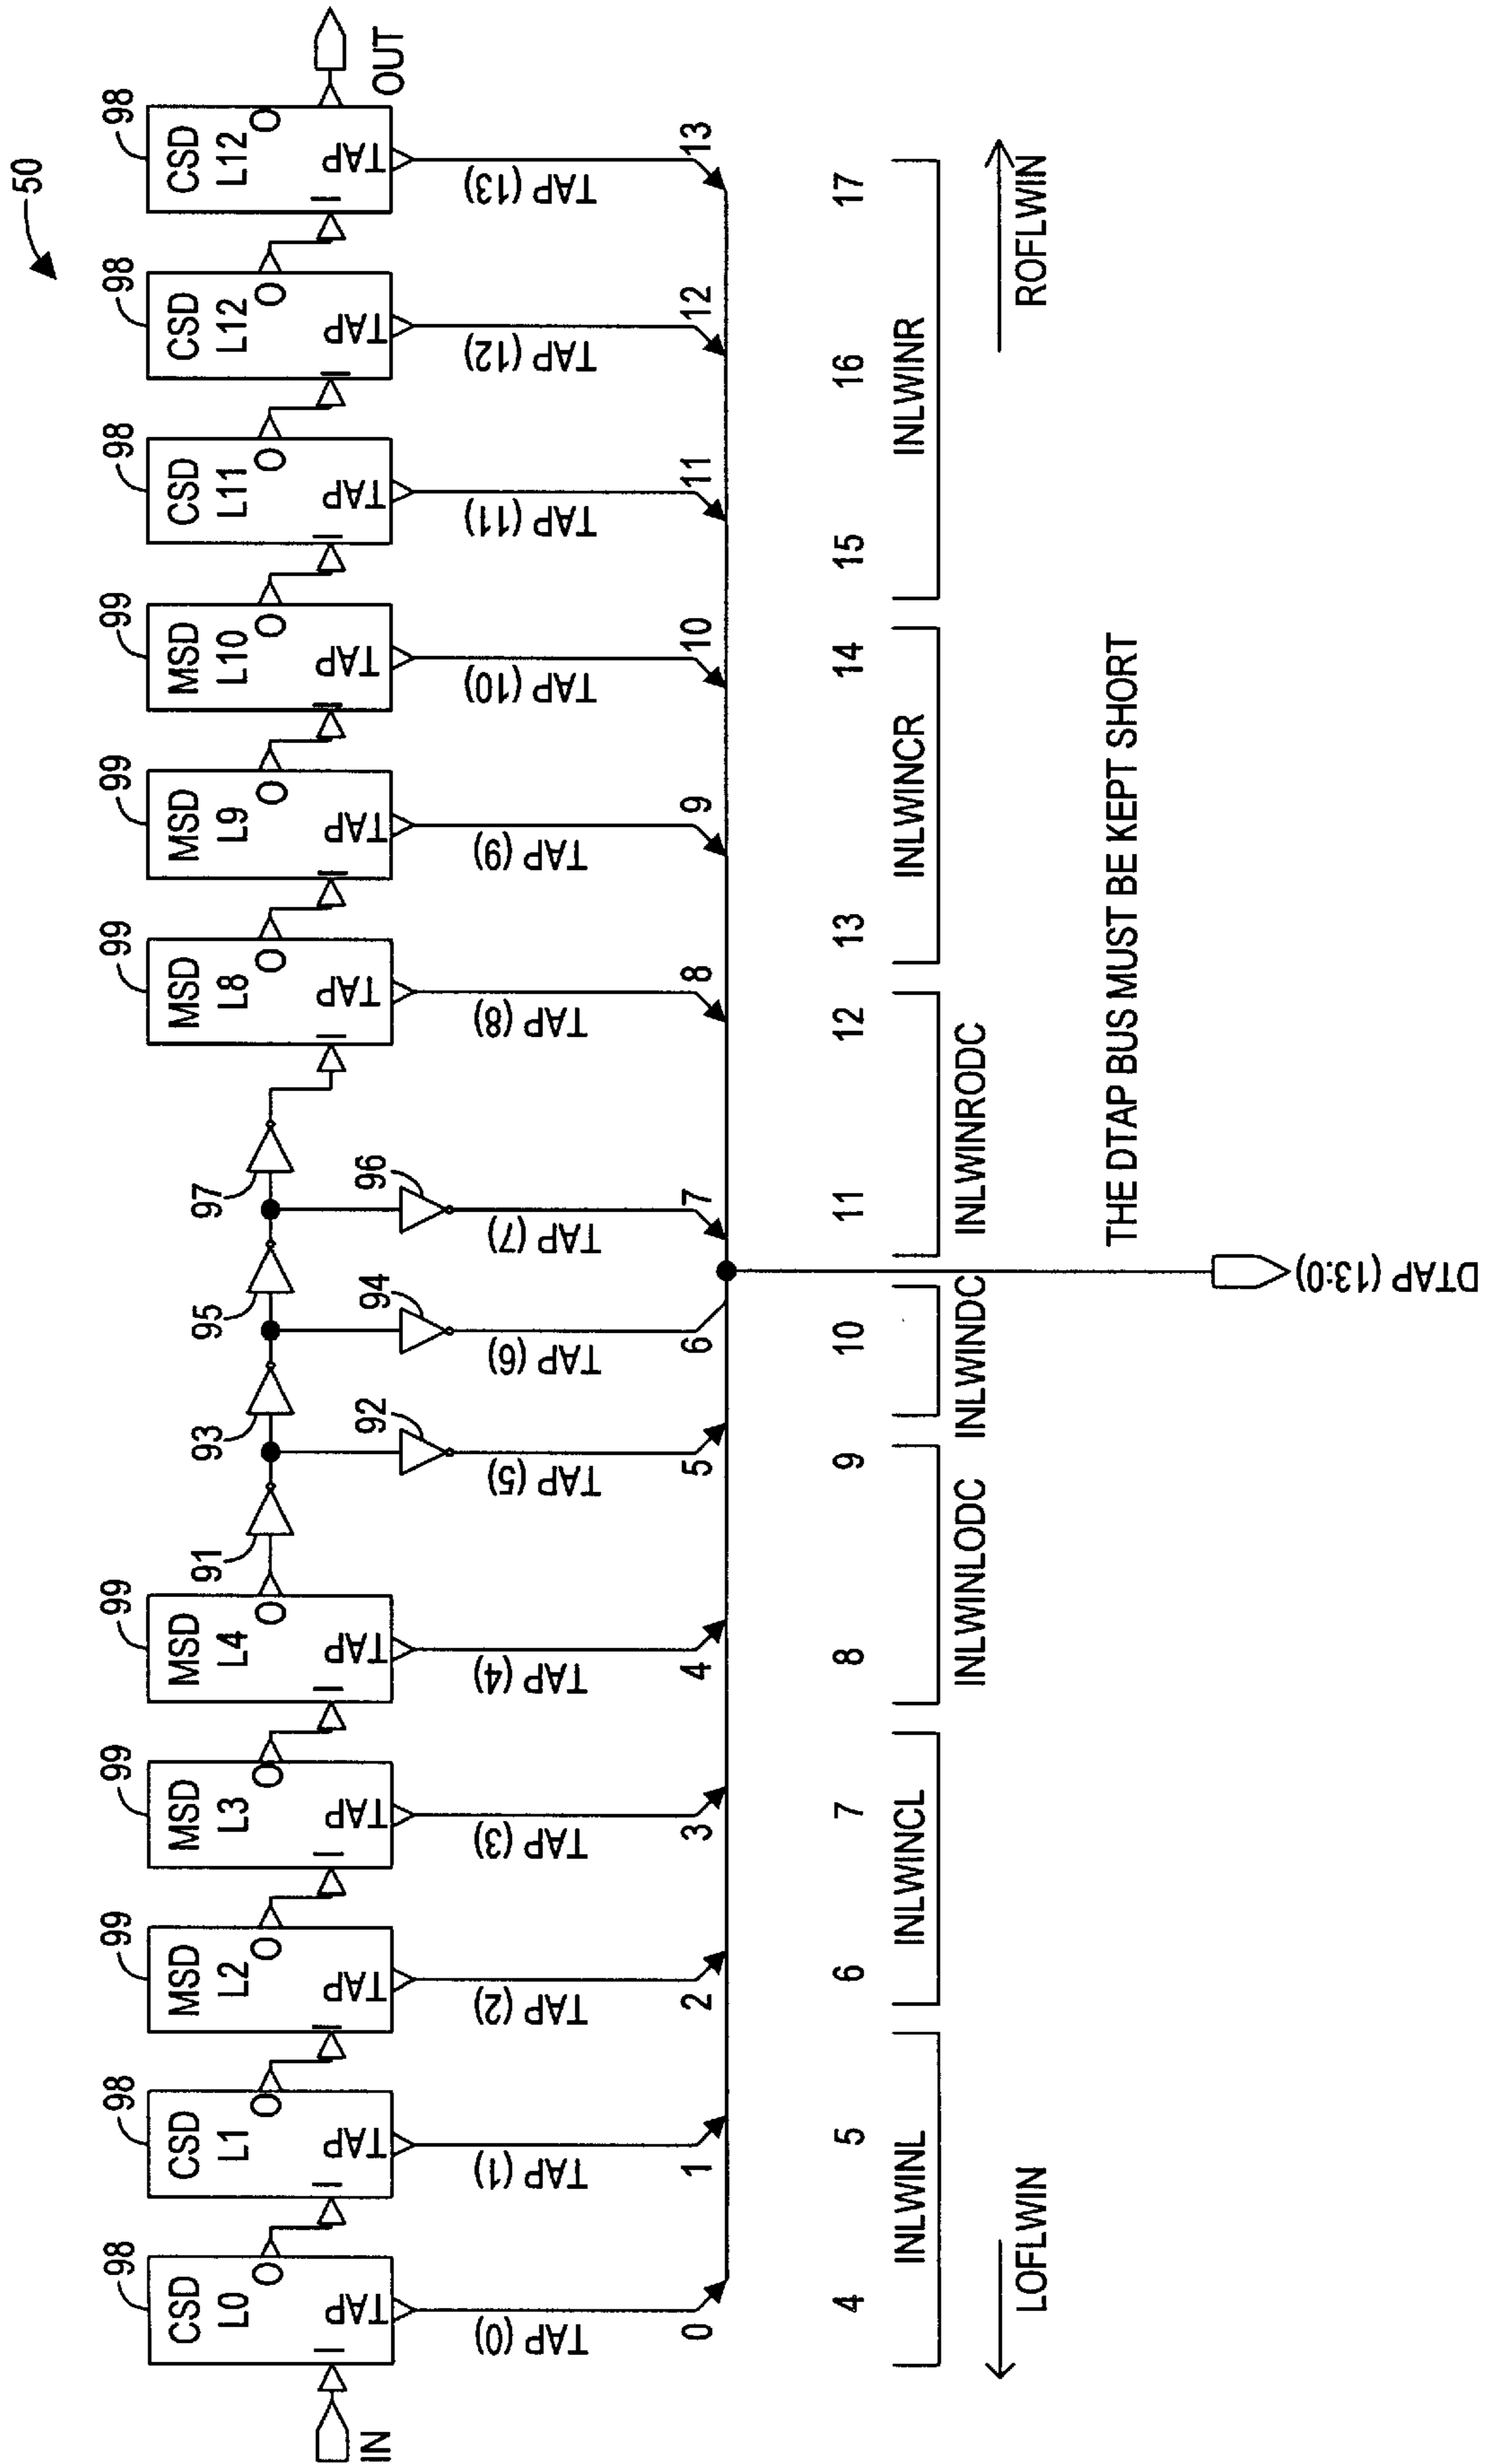 50
98 98 99 99 99 99 99 99 98 98 98
CSD L0
CSD L1
MSD L2
MSD L3
MSD L4
MSD L8
MSD L9
MSD L10
CSD L11
CSD L12
CSD L12
I O TAP
I O TAP
I O TAP
I O TAP
I O TAP
I O TAP
I O TAP
I O TAP
I O TAP
I O TAP
I O TAP
IN
OUT
91 93 95 97
92 94 96
TAP (0) TAP (1) TAP (2) TAP (3) TAP (4) TAP (5) TAP (6) TAP (7) TAP (8) TAP (9) TAP (10) TAP (11) TAP (12) TAP (13)
0 1 2 3 4 5 6 7 8 9 10 11 12 13
4 5 6 7 8 9 10 11 12 13 14 15 16 17
INLWINL INLWINCL INLWINLODC INLWINDC INLWINRODC INLWINCR INLWINR
LOFLWIN
ROFLWIN
THE DTAP BUS MUST BE KEPT SHORT
DTAP (13:0)